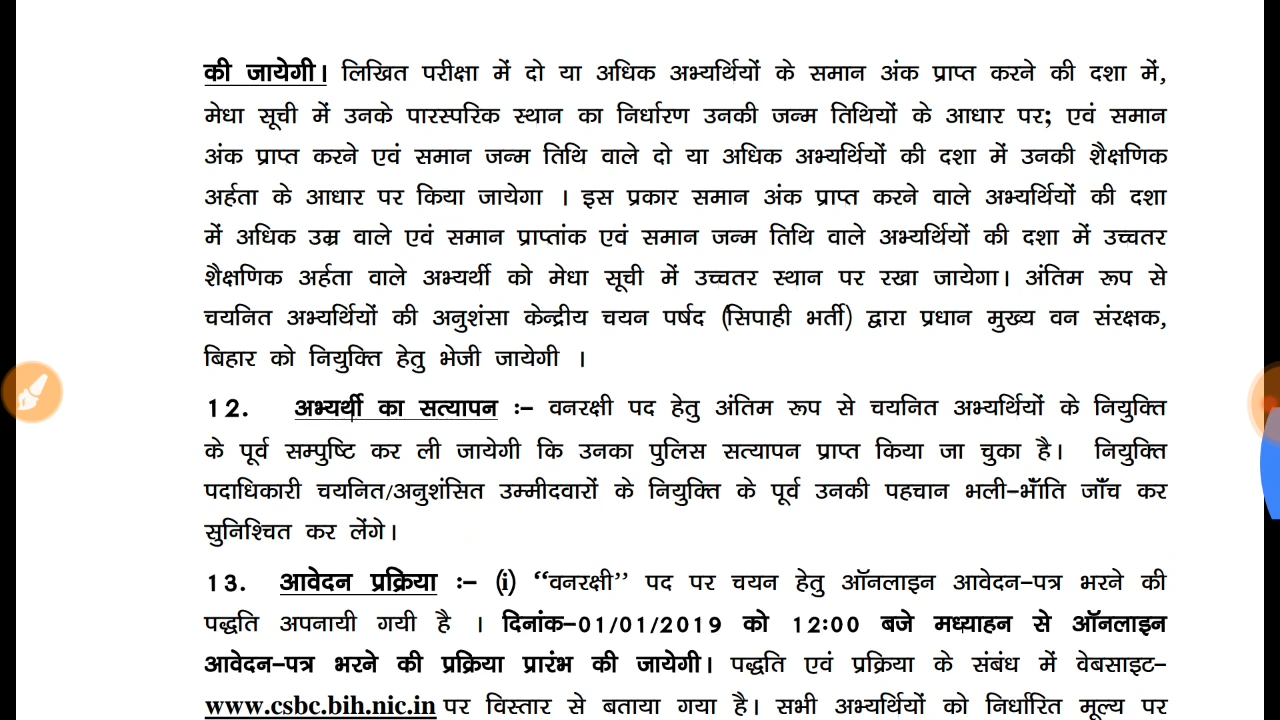 की जायेगी। लिखित परीक्षा में दो या अधिक अभ्यर्थियों के समान अंक प्राप्त करने की दशा में,
मेधा सूची में उनके पारस्परिक स्थान का निर्धारण उनकी जन्म तिथियों के आधार पर; एवं समान
अंक प्राप्त करने एवं समान जन्म तिथि वाले दो या अधिक अभ्यर्थियों की दशा में उनकी शैक्षणिक
अर्हता के आधार पर किया जायेगा । इस प्रकार समान अंक प्राप्त करने वाले अभ्यर्थियों की दशा
में अधिक उम्र वाले एवं समान प्राप्तांक एवं समान जन्म तिथि वाले अभ्यर्थियों की दशा में उच्चतर
शैक्षणिक अर्हता वाले अभ्यर्थी को मेधा सूची में उच्चतर स्थान पर रखा जायेगा। अंतिम रूप से
चयनित अभ्यर्थियों की अनुशंसा केन्द्रीय चयन पर्षद (सिपाही भर्ती) द्वारा प्रधान मुख्य वन संरक्षक,
बिहार को नियुक्ति हेतु भेजी जायेगी ।
12. अभ्यर्थी का सत्यापन :– वनरक्षी पद हेतु अंतिम रूप से चयनित अभ्यर्थियों के नियुक्ति
के पूर्व सम्पुष्टि कर ली जायेगी कि उनका पुलिस सत्यापन प्राप्त किया जा चुका है। नियुक्ति
पदाधिकारी चयनित/अनुशंसित उम्मीदवारों के नियुक्ति के पूर्व उनकी पहचान भली–भाँति जाँच कर
सुनिश्चित कर लेंगे।
13. आवेदन प्रक्रिया :– (i) “वनरक्षी” पद पर चयन हेतु ऑनलाइन आवेदन–पत्र भरने की
पद्धति अपनायी गयी है । दिनांक–01/01/2019 को 12:00 बजे मध्याहन से ऑनलाइन
आवेदन–पत्र भरने की प्रक्रिया प्रारंभ की जायेगी। पद्धति एवं प्रक्रिया के संबंध में वेबसाइट–
www.csbc.bih.nic.in पर विस्तार से बताया गया है। सभी अभ्यर्थियों को निर्धारित मूल्य पर